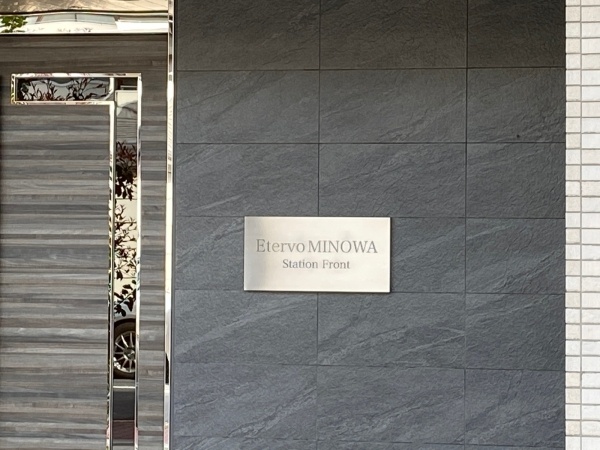 Etervo MINOWA
Station Front